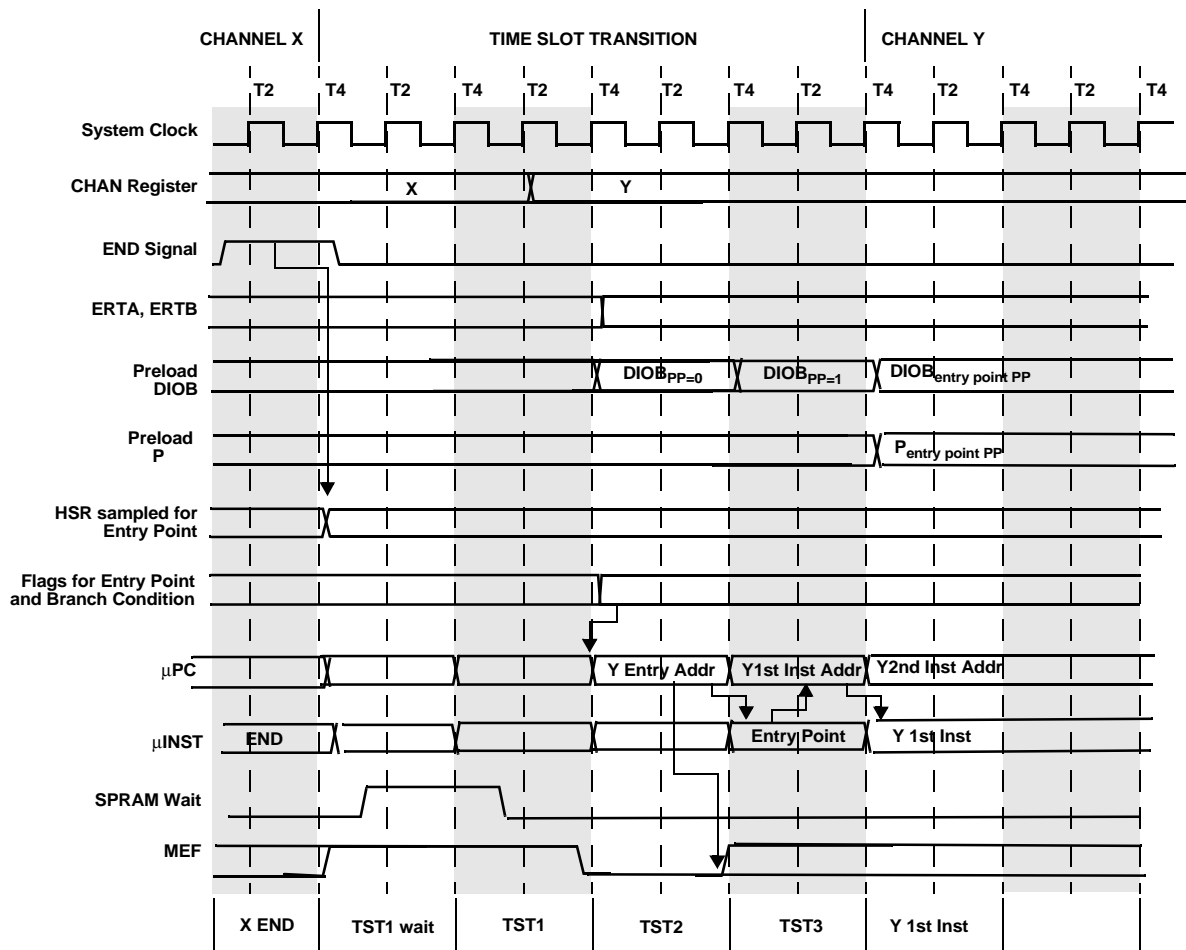 CHANNEL X TIME SLOT TRANSITION CHANNEL Y
T2 T4 T2 T4 T2 T4 T2 T4 T2 T4 T2 T4 T2 T4
System Clock
CHAN Register X Y
END Signal
ERTA, ERTB
Preload
DIOB
DIOBPP=0 DIOBPP=1 DIOBentry point PP
Preload
P
Pentry point PP
HSR sampled for
Entry Point
Flags for Entry Point
and Branch Condition
μPC Y Entry Addr Y1st Inst Addr Y2nd Inst Addr
μINST END Entry Point Y 1st Inst
SPRAM Wait
MEF
X END TST1 wait TST1 TST2 TST3 Y 1st Inst